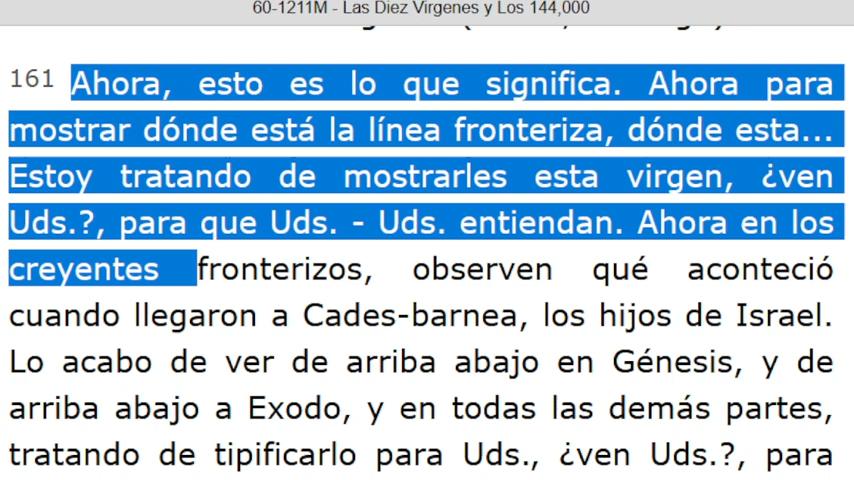 60-1211M - Las Diez Virgenes y Los 144,000
161 Ahora, esto es lo que significa. Ahora para
mostrar dónde está la línea fronteriza, dónde esta...
Estoy tratando de mostrarles esta virgen, ¿ven
Uds.?, para que Uds. - Uds. entiendan. Ahora en los
creyentes fronterizos, observen qué aconteció
cuando llegaron a Cades-barnea, los hijos de Israel.
Lo acabo de ver de arriba abajo en Génesis, y de
arriba abajo a Exodo, y en todas las demás partes,
tratando de tipificarlo para Uds., ¿ven Uds.?, para